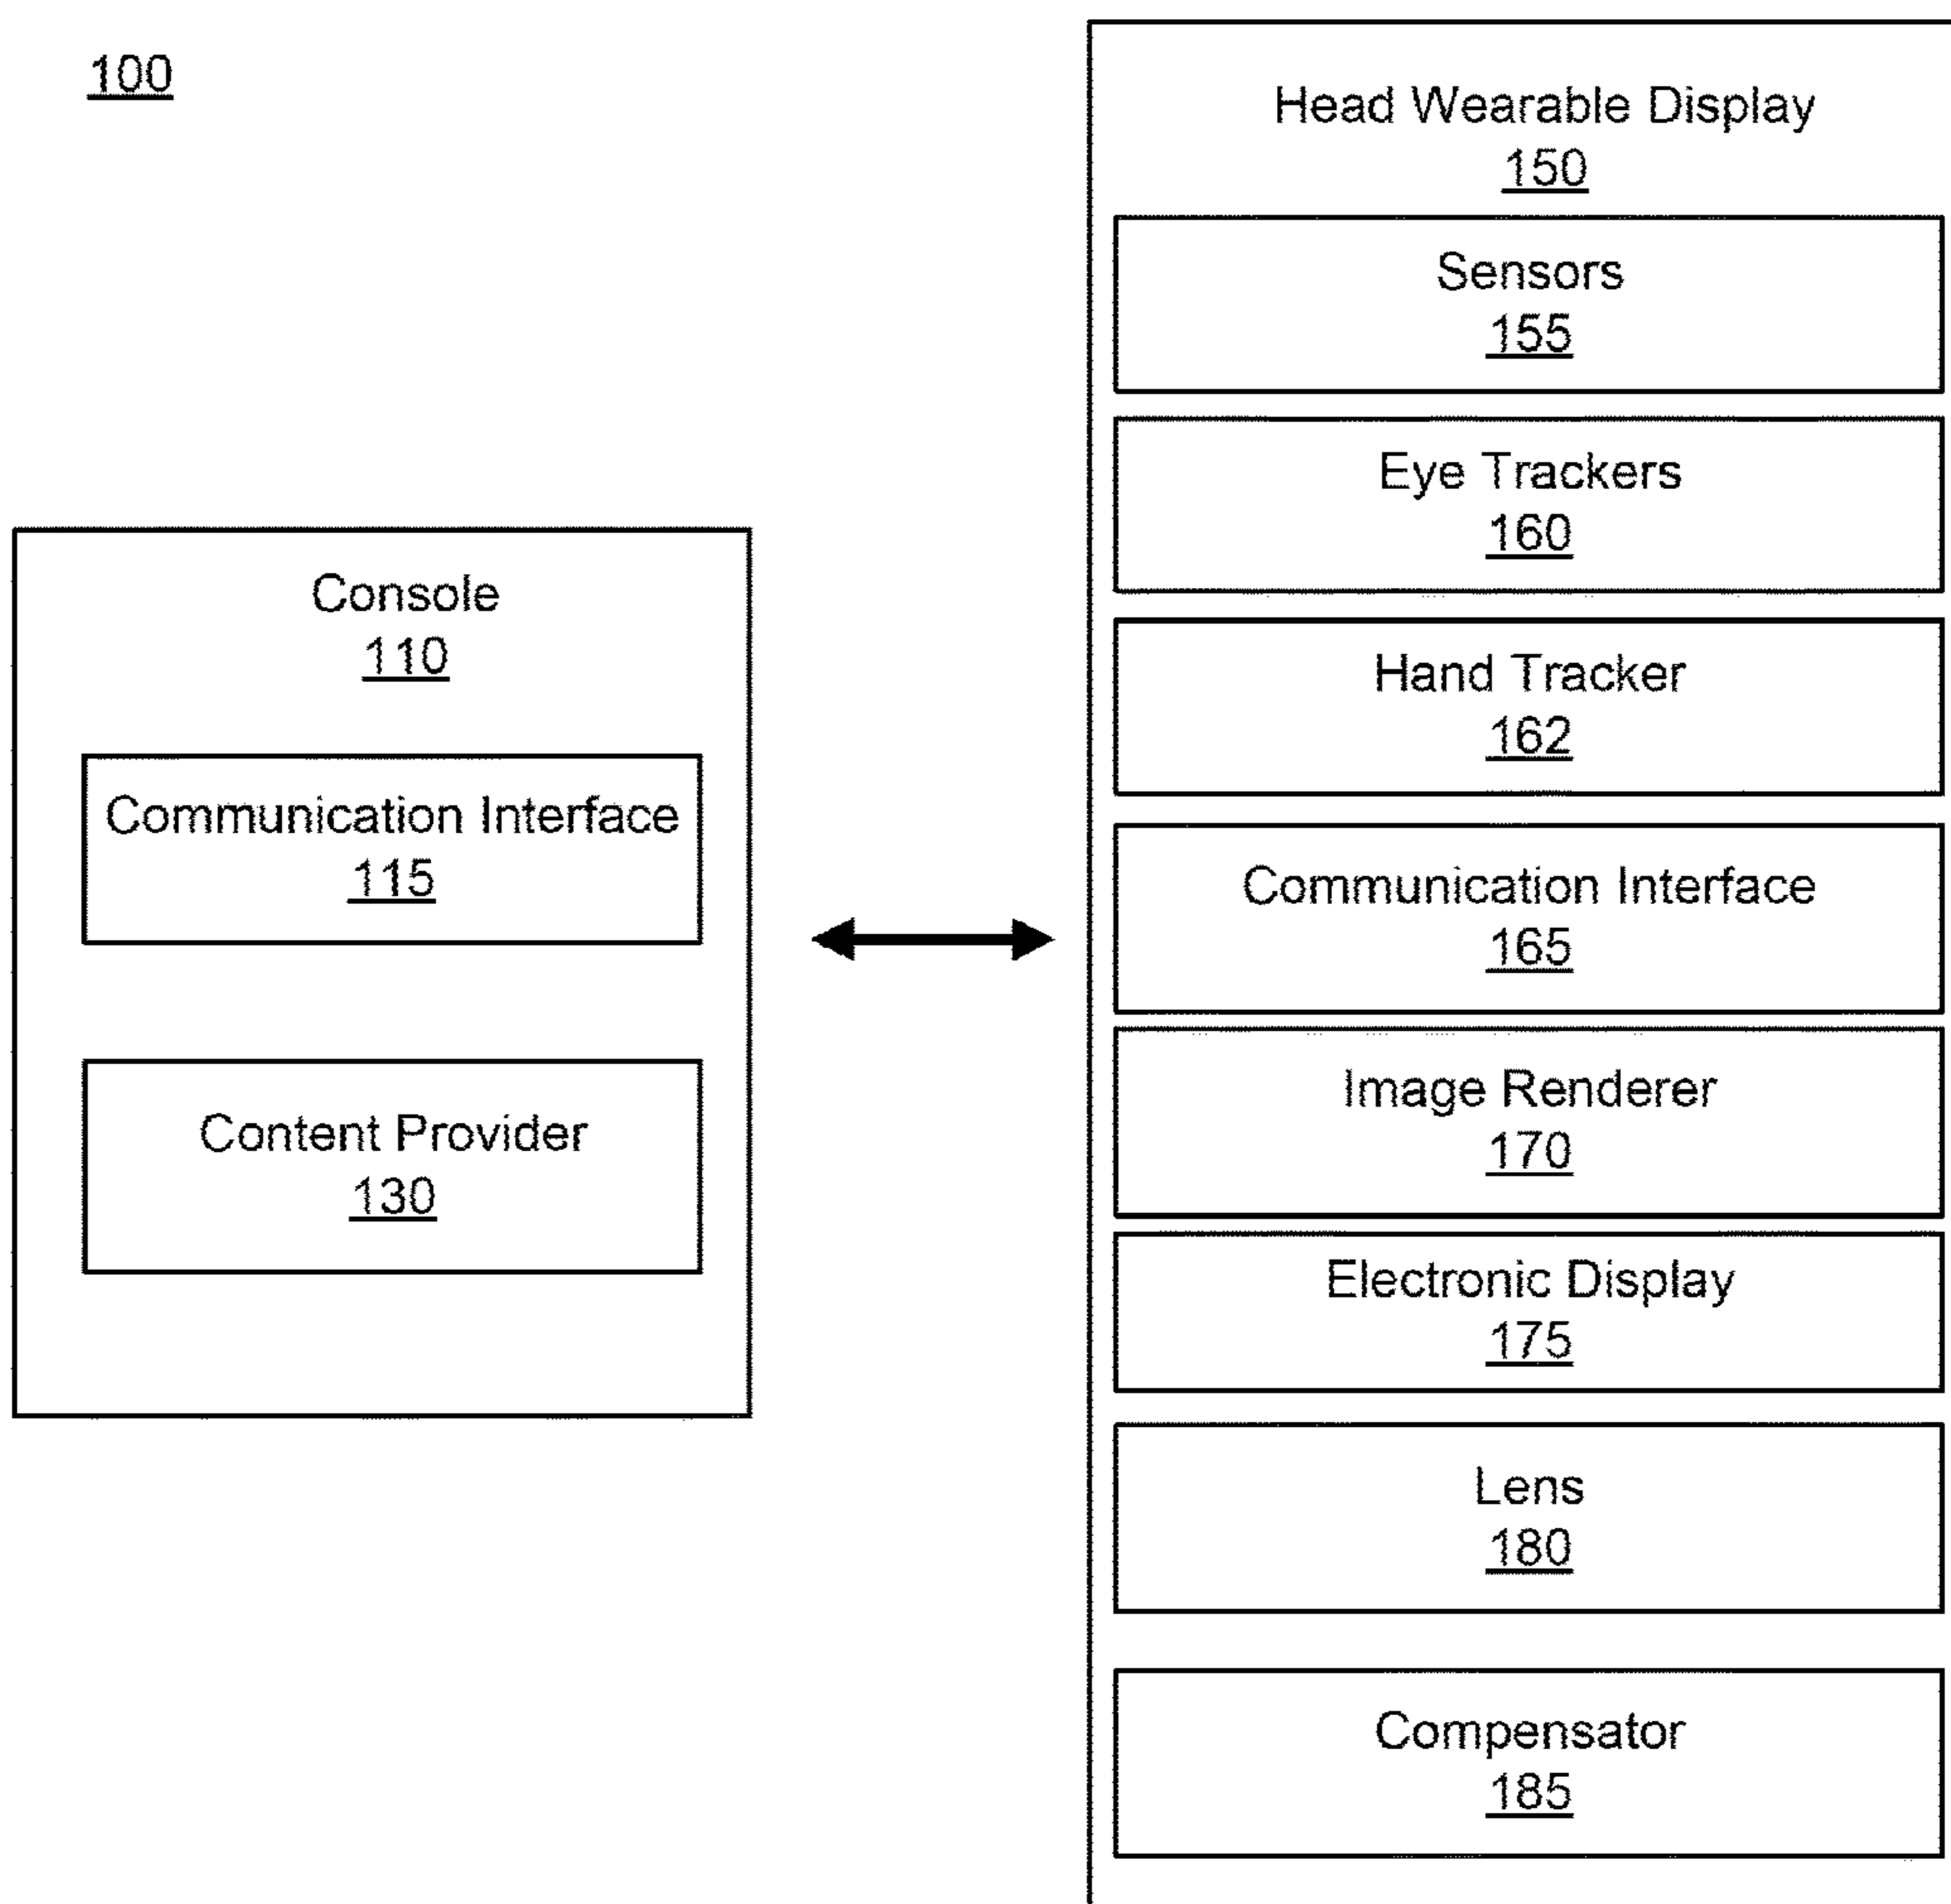 100
Head Wearable Display
150
Sensors
155
Eye Trackers
160
Hand Tracker
162
Communication Interface
165
Image Renderer
170
Electronic Display
175
Lens
180
Compensator
185
Console
110
Communication Interface
115
Content Provider
130